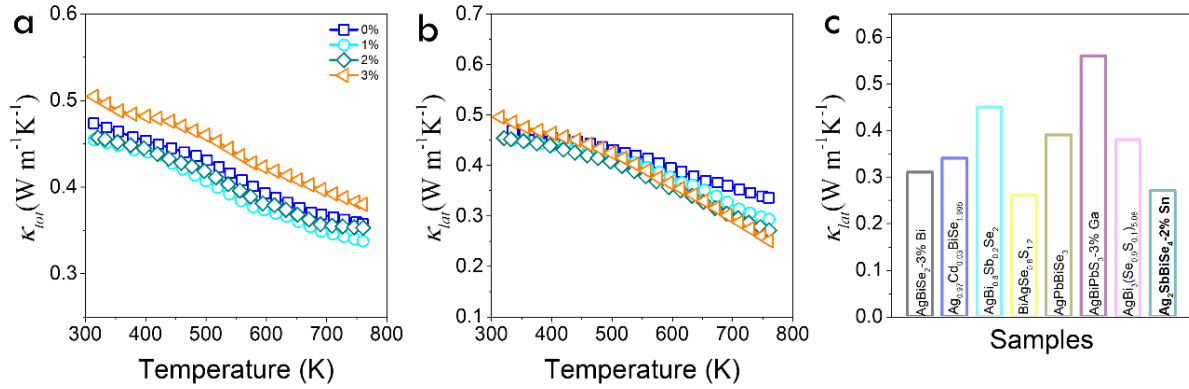 a
0.6
0.5
0.4
0.3
κtot(W m-1K-1)
0%
1%
2%
3%
300 400 500 600 700 800
Temperature (K)
b
0.7
0.6
0.5
0.4
0.3
0.2
0.1
κlat(W m-1K-1)
300 400 500 600 700 800
Temperature (K)
c
0.6
0.5
0.4
0.3
0.2
0.1
0.0
κlat(W m-1K-1)
AgBiSe2-3% Bi
Ag0.97Cd0.03BiSe1.995
AgBi0.8Sb0.2Se2
BiAgSe0.8S1.2
AgPbBiSe3
AgBiPbS3-3% Ga
AgBi3(Se0.9S0.1)5.08
Ag2SbBiSe4-2% Sn
Samples